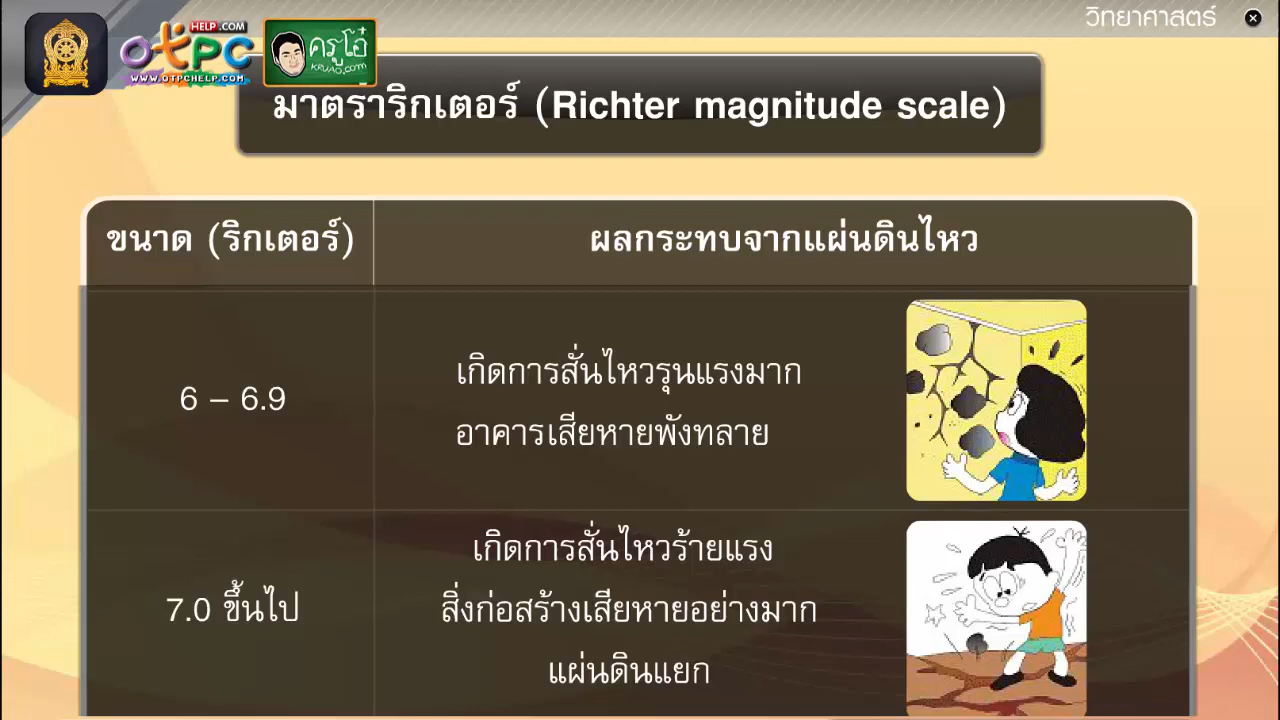 วิทยาศาสตร์
OTPC HELP.COM
WWW.OTPCHELP.COM
ครูโอ๋
KRUAO.COM
มาตราริกเตอร์ (Richter magnitude scale)
ขนาด (ริกเตอร์)
ผลกระทบจากแผ่นดินไหว
6 – 6.9
เกิดการสั่นไหวรุนแรงมาก
อาคารเสียหายพังทลาย
7.0 ขึ้นไป
เกิดการสั่นไหวร้ายแรง
สิ่งก่อสร้างเสียหายอย่างมาก
แผ่นดินแยก